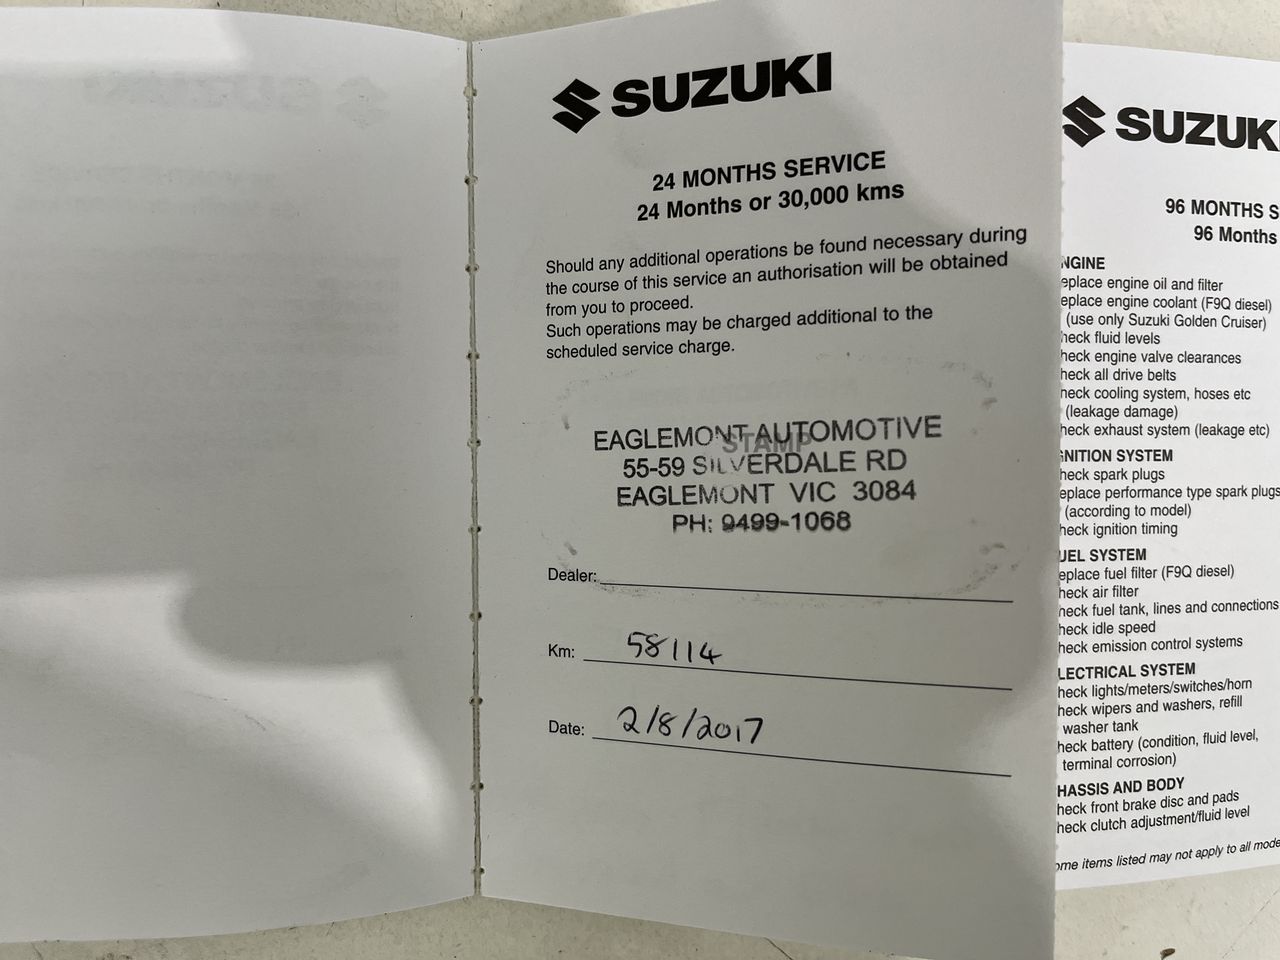 SUZUKI
24 MONTHS SERVICE
24 Months or 30,000 kms
Should any additional operations be found necessary during
the course of this service an authorisation will be obtained
from you to proceed.
Such operations may be charged additional to the
scheduled service charge.
STAMP
EAGLEMONT AUTOMOTIVE
55-59 SILVERDALE RD
EAGLEMONT VIC 3084
PH: 9499-1068
Dealer:
Km: 58114
Date: 2/8/2017
SUZUK
96 MONTHS S
96 Months
NGINE
eplace engine oil and filter
eplace engine coolant (F9Q diesel)
(use only Suzuki Golden Cruiser)
heck fluid levels
heck engine valve clearances
heck all drive belts
heck cooling system, hoses etc
(leakage damage)
heck exhaust system (leakage etc)
GNITION SYSTEM
heck spark plugs
eplace performance type spark plugs
(according to model)
heck ignition timing
UEL SYSTEM
eplace fuel filter (F9Q diesel)
heck air filter
heck fuel tank, lines and connections
heck idle speed
heck emission control systems
LECTRICAL SYSTEM
heck lights/meters/switches/horn
heck wipers and washers, refill
washer tank
heck battery (condition, fluid level,
terminal corrosion)
HASSIS AND BODY
heck front brake disc and pads
heck clutch adjustment/fluid level
ome items listed may not apply to all mode